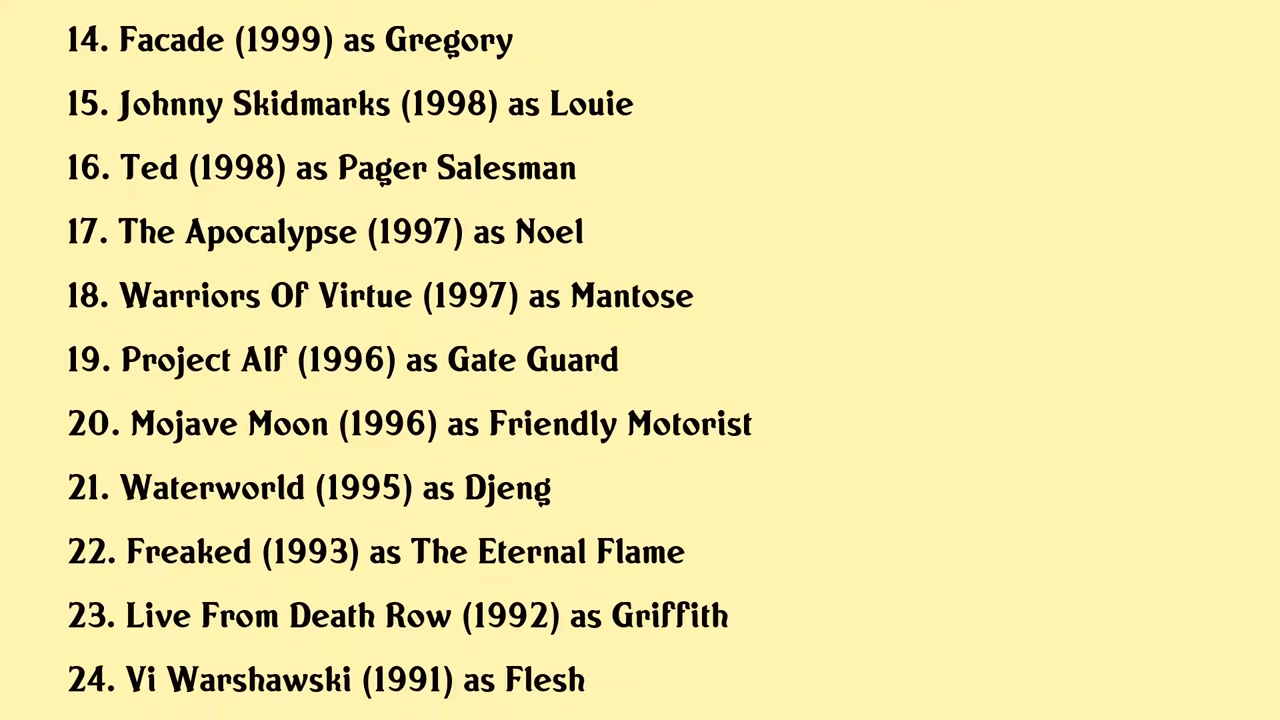 14. Facade (1999) as Gregory
15. Johnny Skidmarks (1998) as Louie
16. Ted (1998) as Pager Salesman
17. The Apocalypse (1997) as Noel
18. Warriors Of Virtue (1997) as Mantose
19. Project Alf (1996) as Gate Guard
20. Mojave Moon (1996) as Friendly Motorist
21. Waterworld (1995) as Djeng
22. Freaked (1993) as The Eternal Flame
23. Live From Death Row (1992) as Griffith
24. Vi Warshawski (1991) as Flesh